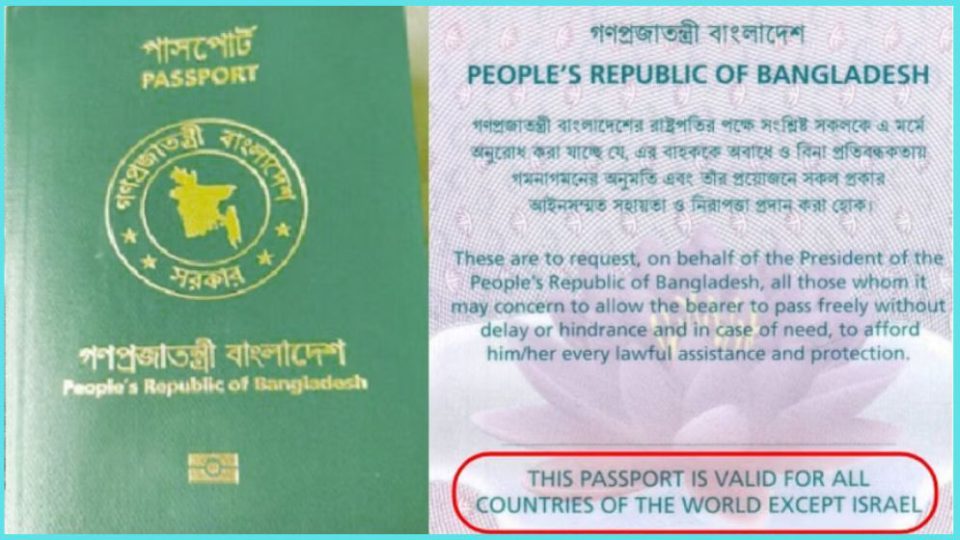 পাসপোর্ট
PASSPORT
গণপ্রজাতন্ত্রী বাংলাদেশ
সরকার
গণপ্রজাতন্ত্রী বাংলাদেশ
People's Republic of Bangladesh
গণপ্রজাতন্ত্রী বাংলাদেশ
PEOPLE'S REPUBLIC OF BANGLADESH
গণপ্রজাতন্ত্রী বাংলাদেশের রাষ্ট্রপতির পক্ষে সংশ্লিষ্ট সকলকে এ মর্মে
অনুরোধ করা যাচ্ছে যে, এর বাহককে অবাধে ও বিনা প্রতিবন্ধকতায়
গমনাগমনের অনুমতি এবং তাঁর প্রয়োজনে সকল প্রকার
আইনসম্মত সহায়তা ও নিরাপত্তা প্রদান করা হোক।
These are to request, on behalf of the President of the
People's Republic of Bangladesh, all those whom it
may concern to allow the bearer to pass freely without
delay or hindrance and in case of need, to afford
him/her every lawful assistance and protection.
THIS PASSPORT IS VALID FOR ALL
COUNTRIES OF THE WORLD EXCEPT ISRAEL